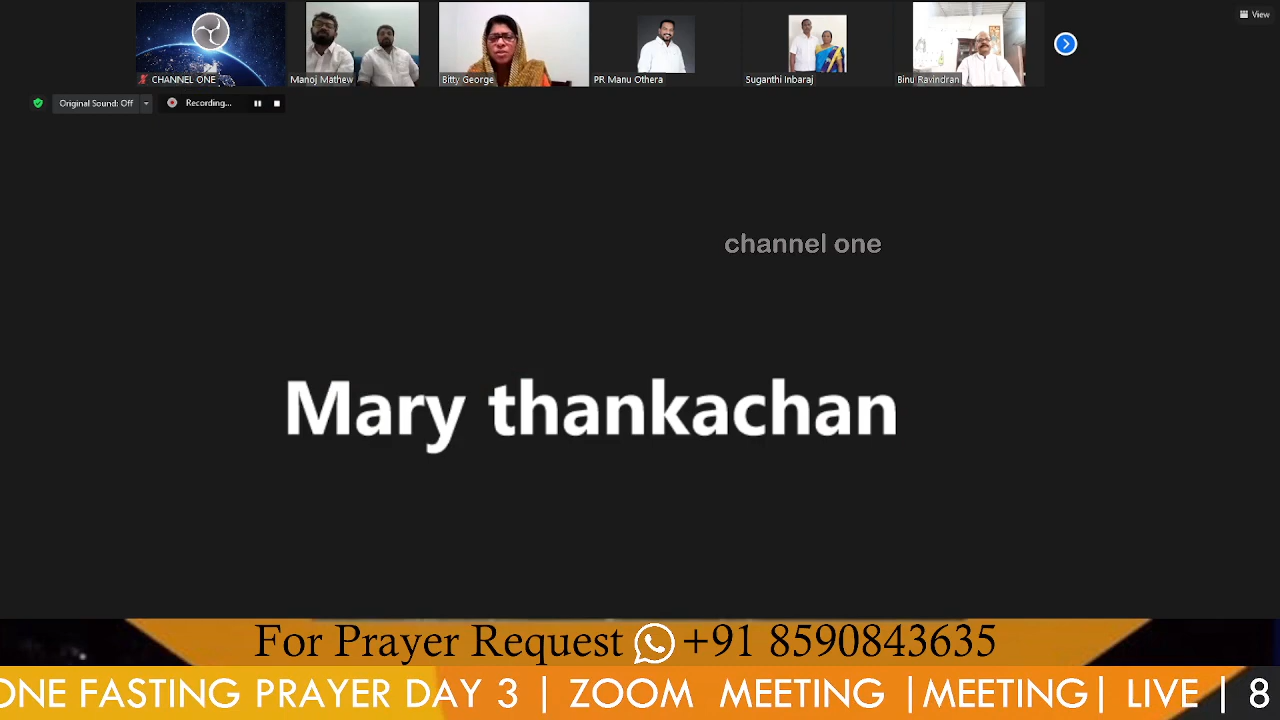 View
CHANNEL ONE
Manoj Mathew
Bitty George
PR Manu Othera
Suganthi Inbaraj
Binu Ravindran
Original Sound: Off
Recording...
channel one
Mary thankachan
For Prayer Request +91 8590843635
ONE FASTING PRAYER DAY 3 | ZOOM MEETING |MEETING| LIVE | 8